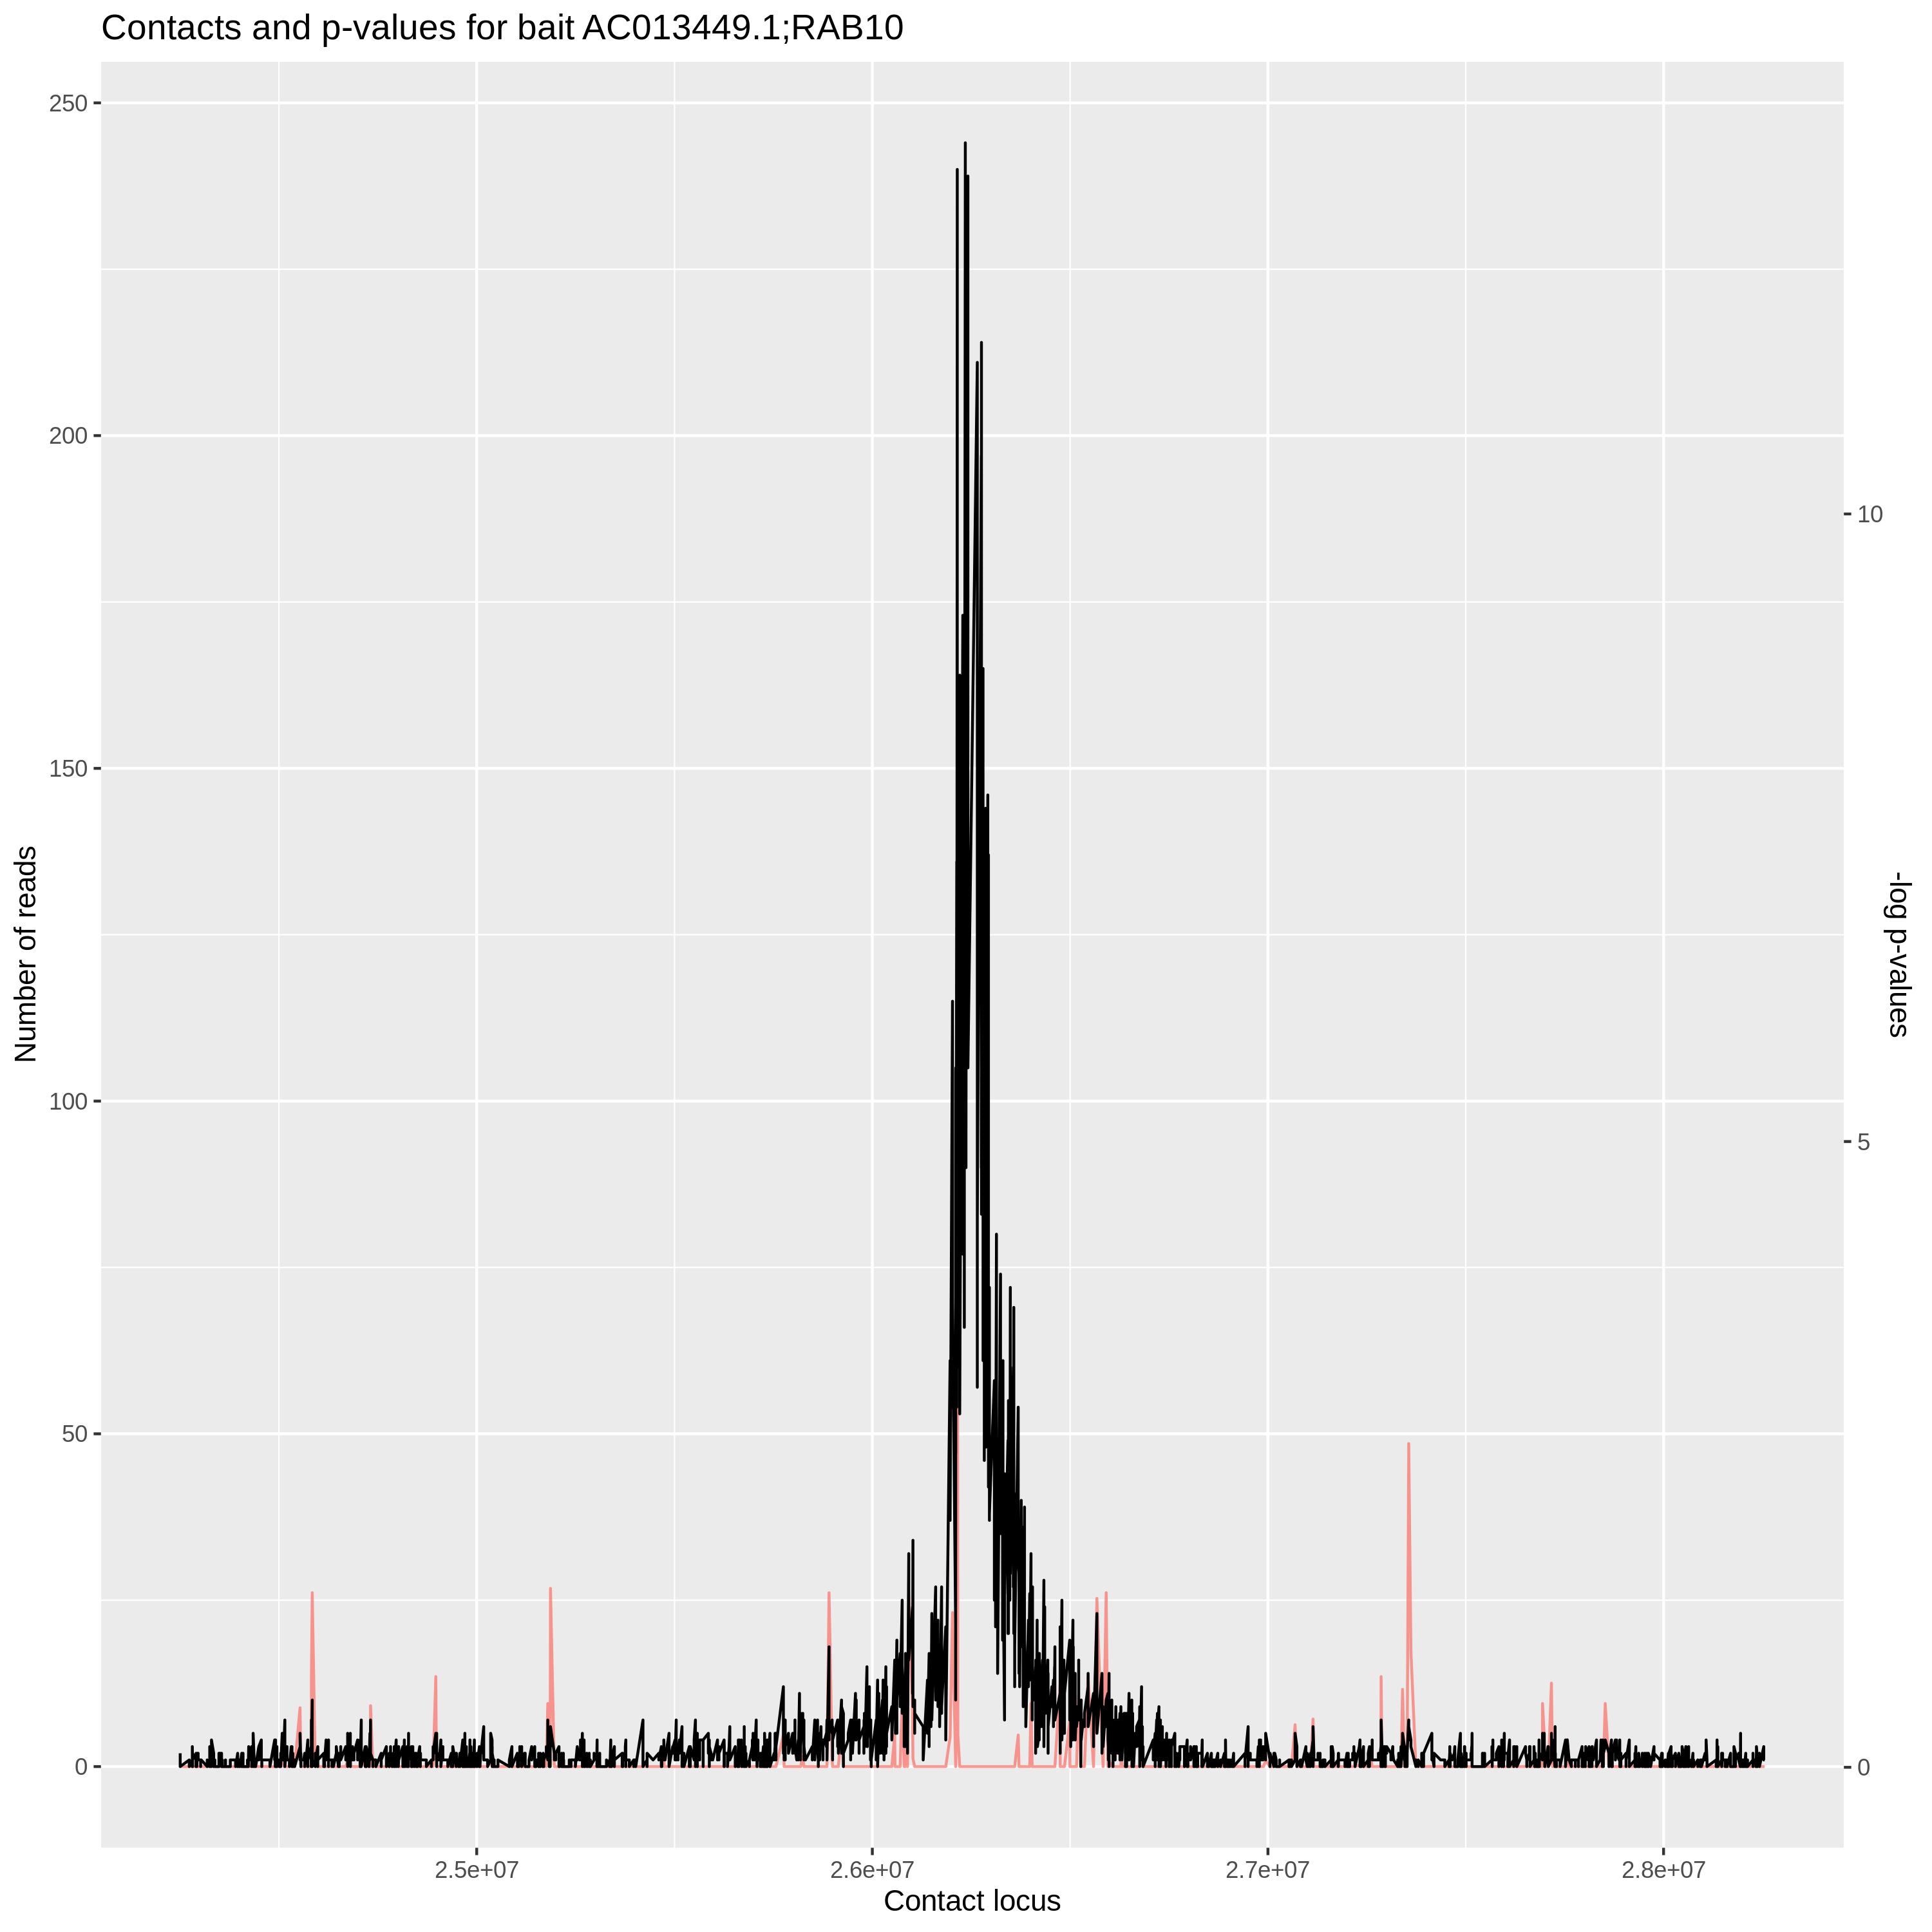 Contacts and p-values for bait AC013449.1;RAB10
250
200
150
100
50
0
Number of reads
10
5
0
-log p-values
2.5e+07
2.6e+07
2.7e+07
2.8e+07
Contact locus